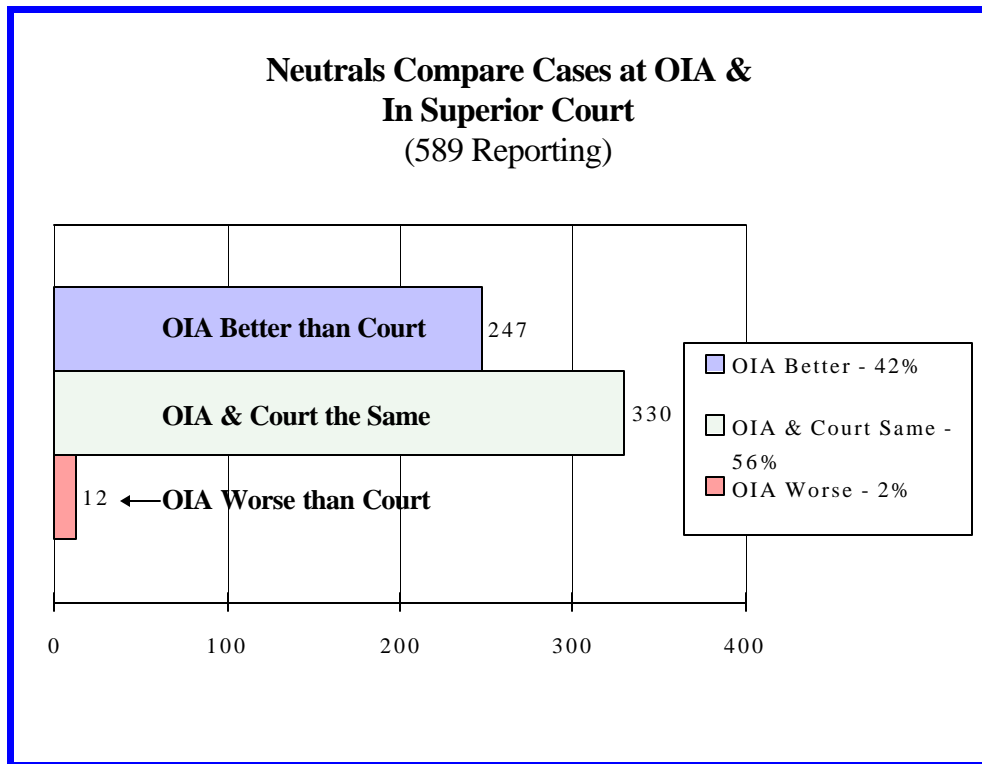 Neutrals Compare Cases at OIA &
In Superior Court
(589 Reporting)
OIA Better than Court
247
OIA & Court the Same
330
12
OIA Worse than Court
OIA Better - 42%
OIA & Court Same -
56%
OIA Worse - 2%
0 100 200 300 400